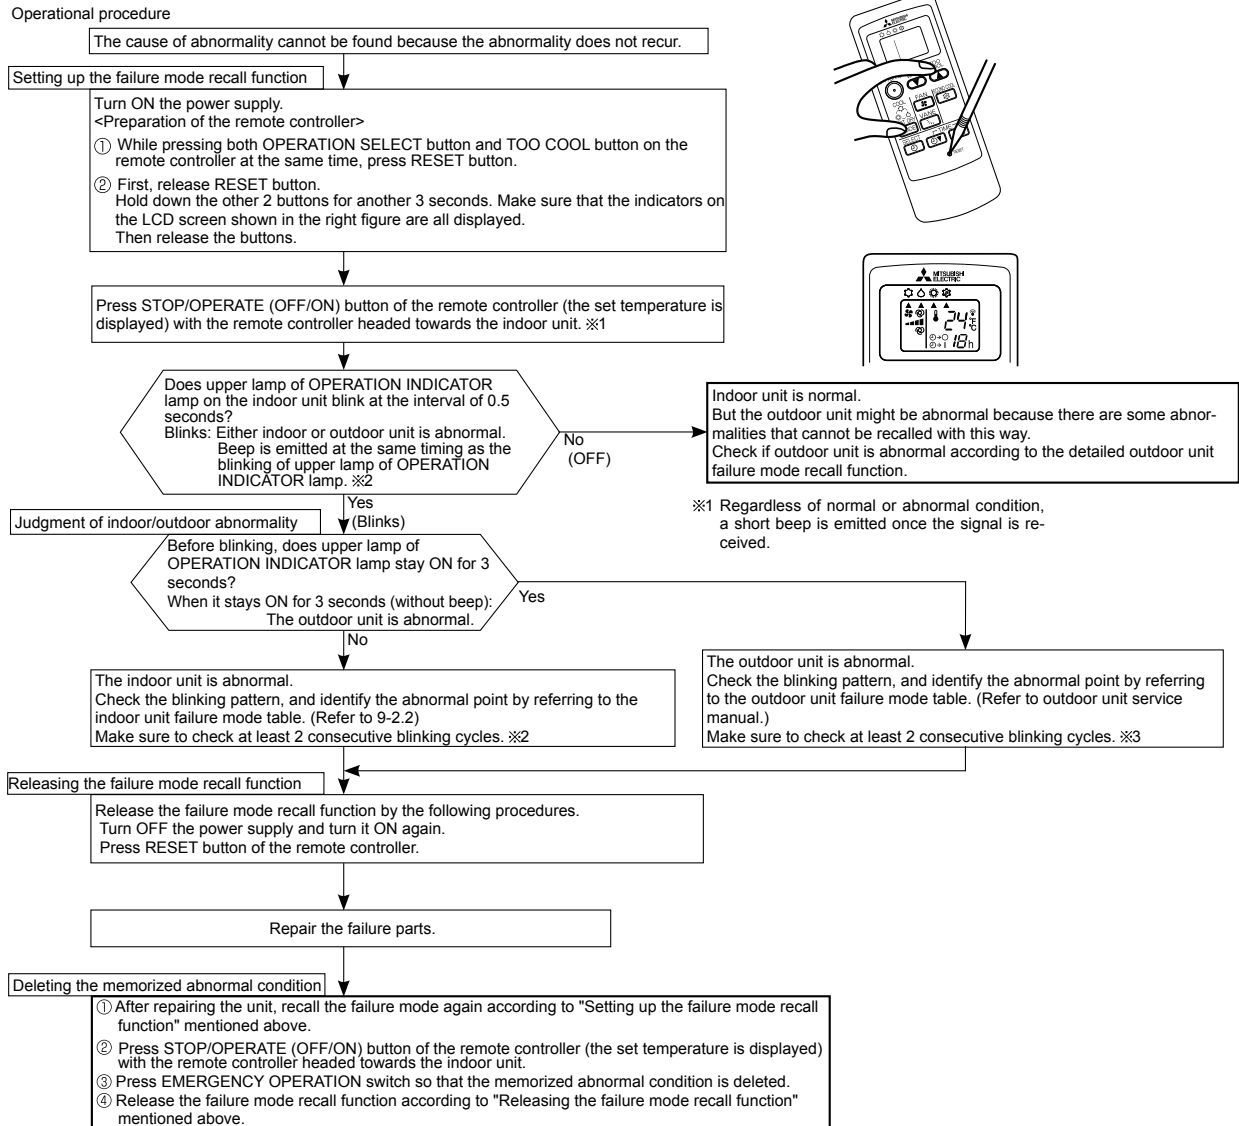 Operational procedure
The cause of abnormality cannot be found because the abnormality does not recur.
Setting up the failure mode recall function
Turn ON the power supply.
<Preparation of the remote controller>
① While pressing both OPERATION SELECT button and TOO COOL button on the
remote controller at the same time, press RESET button.
② First, release RESET button.
Hold down the other 2 buttons for another 3 seconds. Make sure that the indicators on
the LCD screen shown in the right figure are all displayed.
Then release the buttons.
MITSUBISHI
ELECTRIC
COOL
FAN
VANE
TIME
SELECT
RESET
Press STOP/OPERATE (OFF/ON) button of the remote controller (the set temperature is
displayed) with the remote controller headed towards the indoor unit. ※1
MITSUBISHI
ELECTRIC
24
18h
Does upper lamp of OPERATION INDICATOR
lamp on the indoor unit blink at the interval of 0.5
seconds?
Blinks: Either indoor or outdoor unit is abnormal.
Beep is emitted at the same timing as the
blinking of upper lamp of OPERATION
INDICATOR lamp. ※2
No
(OFF)
Indoor unit is normal.
But the outdoor unit might be abnormal because there are some abnor-
malities that cannot be recalled with this way.
Check if outdoor unit is abnormal according to the detailed outdoor unit
failure mode recall function.
※1 Regardless of normal or abnormal condition,
a short beep is emitted once the signal is re-
ceived.
Yes
(Blinks)
Judgment of indoor/outdoor abnormality
Before blinking, does upper lamp of
OPERATION INDICATOR lamp stay ON for 3
seconds?
When it stays ON for 3 seconds (without beep):
The outdoor unit is abnormal.
Yes
No
The indoor unit is abnormal.
Check the blinking pattern, and identify the abnormal point by referring to the
indoor unit failure mode table. (Refer to 9-2.2)
Make sure to check at least 2 consecutive blinking cycles. ※2
The outdoor unit is abnormal.
Check the blinking pattern, and identify the abnormal point by referring
to the outdoor unit failure mode table. (Refer to outdoor unit service
manual.)
Make sure to check at least 2 consecutive blinking cycles. ※3
Releasing the failure mode recall function
Release the failure mode recall function by the following procedures.
Turn OFF the power supply and turn it ON again.
Press RESET button of the remote controller.
Repair the failure parts.
Deleting the memorized abnormal condition
① After repairing the unit, recall the failure mode again according to "Setting up the failure mode recall
function" mentioned above.
② Press STOP/OPERATE (OFF/ON) button of the remote controller (the set temperature is displayed)
with the remote controller headed towards the indoor unit.
③ Press EMERGENCY OPERATION switch so that the memorized abnormal condition is deleted.
④ Release the failure mode recall function according to "Releasing the failure mode recall function"
mentioned above.